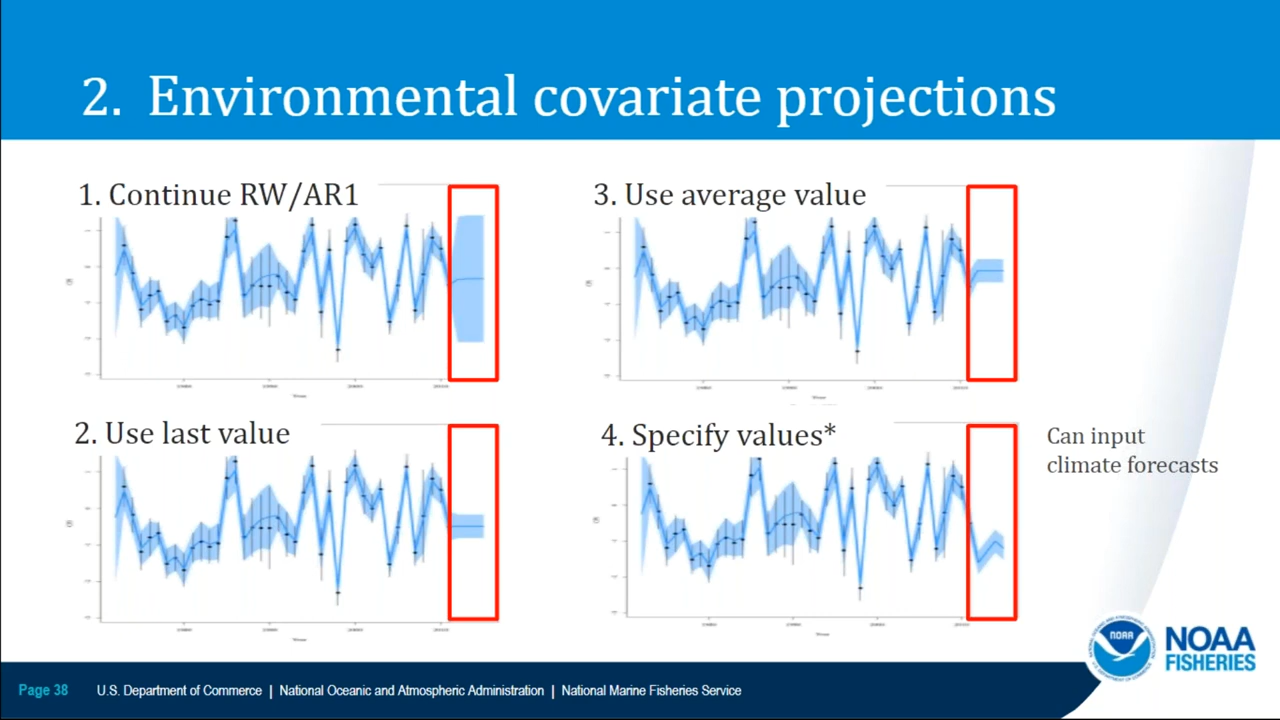 2. Environmental covariate projections
1. Continue RW/AR1
3. Use average value
2. Use last value
4. Specify values*
Can input
climate forecasts
NOAA
NOAA
FISHERIES
Page 38
U.S. Department of Commerce | National Oceanic and Atmospheric Administration | National Marine Fisheries Service